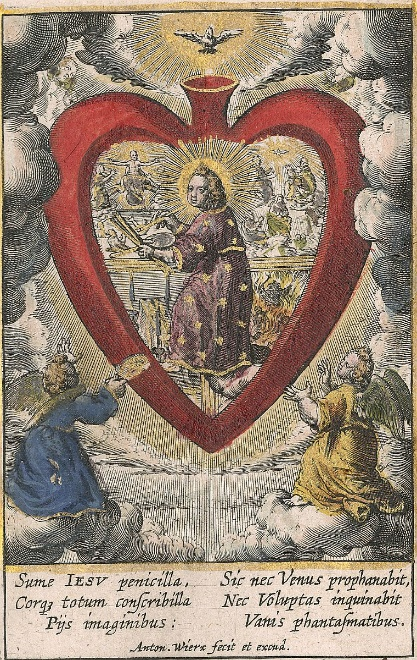 Sume IESV penicilla,
Corq3 totum conscribilla
Pijs imaginibus:
Sic nec Venus prophanabit,
Nec Voluptas inquinabit
Vanis phantasmatibus.
Anton. Wierx fecit et excud.